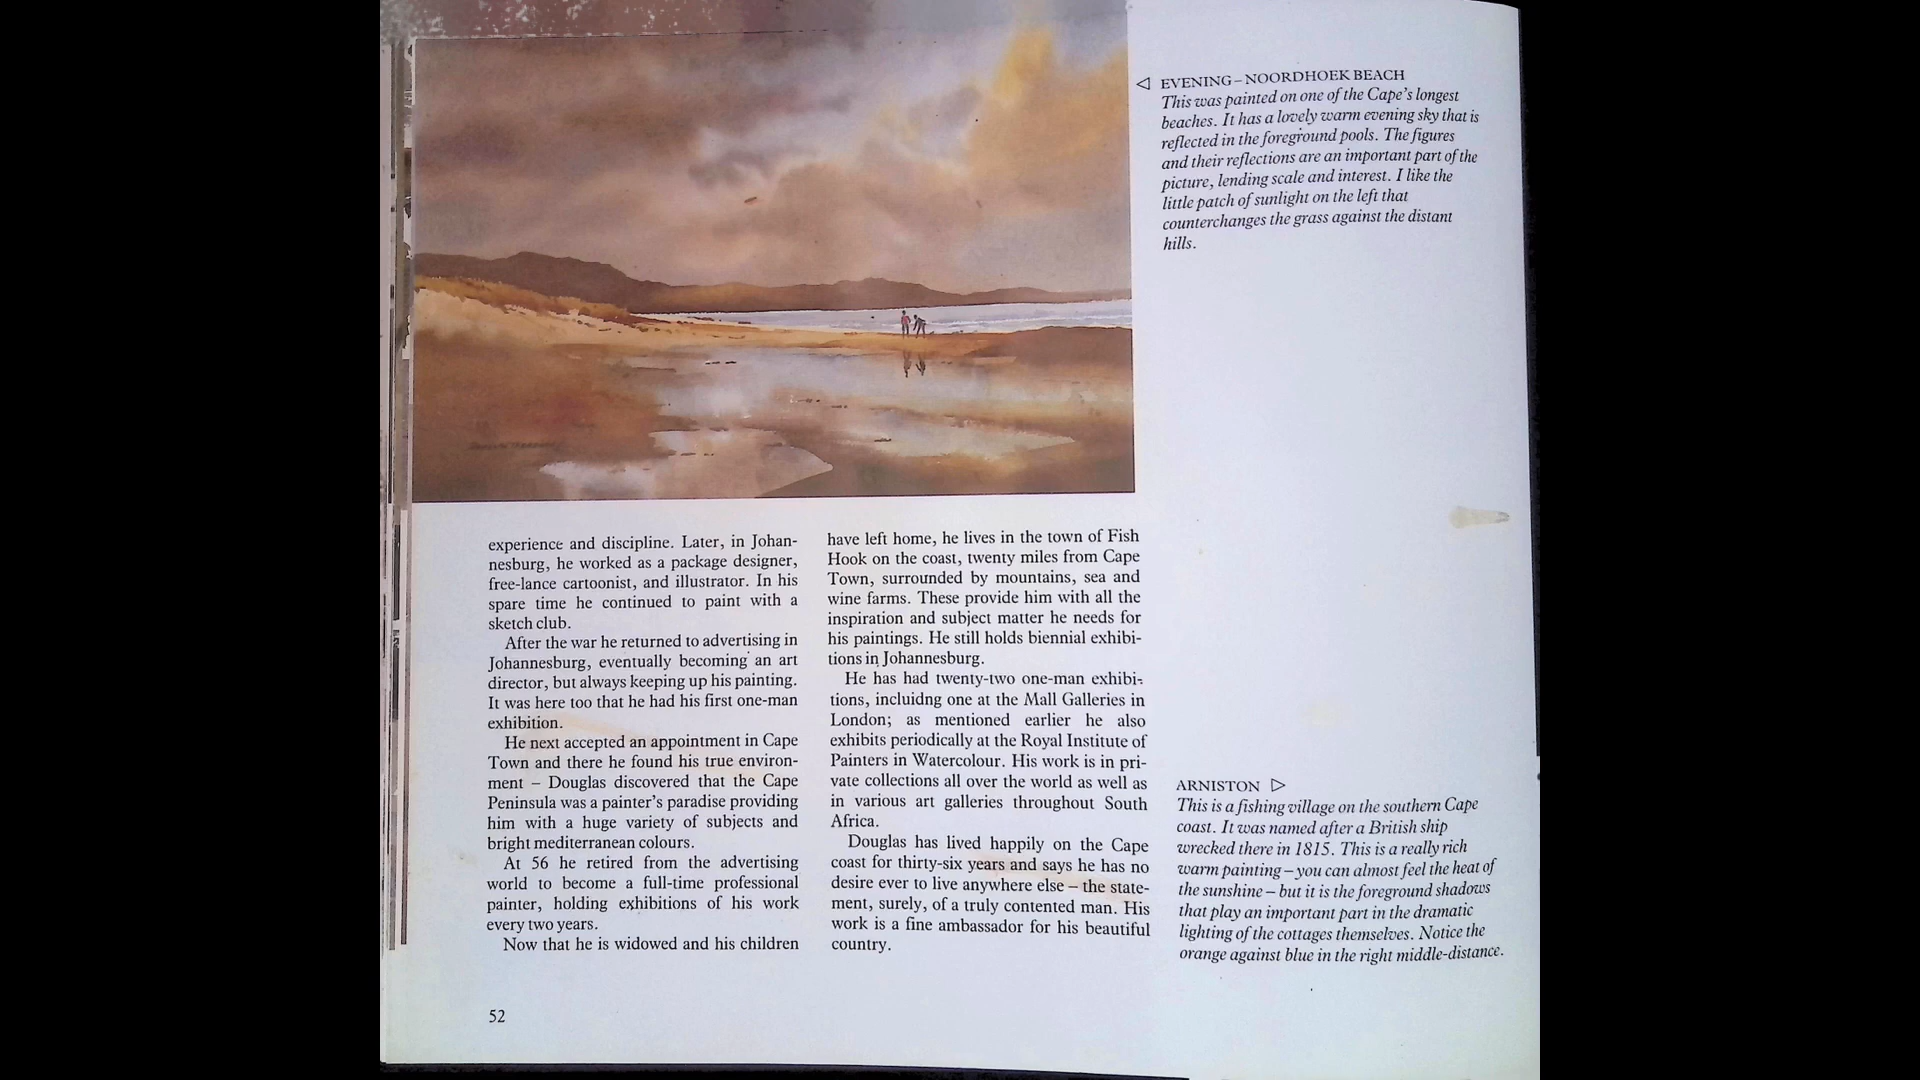 ◁ EVENING – NOORDHOEK BEACH
This was painted on one of the Cape's longest
beaches. It has a lovely warm evening sky that is
reflected in the foreground pools. The figures
and their reflections are an important part of the
picture, lending scale and interest. I like the
little patch of sunlight on the left that
counterchanges the grass against the distant
hills.
experience and discipline. Later, in Johan-
nesburg, he worked as a package designer,
free-lance cartoonist, and illustrator. In his
spare time he continued to paint with a
sketch club.
After the war he returned to advertising in
Johannesburg, eventually becoming an art
director, but always keeping up his painting.
It was here too that he had his first one-man
exhibition.
He next accepted an appointment in Cape
Town and there he found his true environ-
ment – Douglas discovered that the Cape
Peninsula was a painter's paradise providing
him with a huge variety of subjects and
bright mediterranean colours.
At 56 he retired from the advertising
world to become a full-time professional
painter, holding exhibitions of his work
every two years.
Now that he is widowed and his children
have left home, he lives in the town of Fish
Hook on the coast, twenty miles from Cape
Town, surrounded by mountains, sea and
wine farms. These provide him with all the
inspiration and subject matter he needs for
his paintings. He still holds biennial exhibi-
tions in Johannesburg.
He has had twenty-two one-man exhibi-
tions, incluidng one at the Mall Galleries in
London; as mentioned earlier he also
exhibits periodically at the Royal Institute of
Painters in Watercolour. His work is in pri-
vate collections all over the world as well as
in various art galleries throughout South
Africa.
Douglas has lived happily on the Cape
coast for thirty-six years and says he has no
desire ever to live anywhere else – the state-
ment, surely, of a truly contented man. His
work is a fine ambassador for his beautiful
country.
ARNISTON ▷
This is a fishing village on the southern Cape
coast. It was named after a British ship
wrecked there in 1815. This is a really rich
warm painting – you can almost feel the heat of
the sunshine – but it is the foreground shadows
that play an important part in the dramatic
lighting of the cottages themselves. Notice the
orange against blue in the right middle-distance.
52